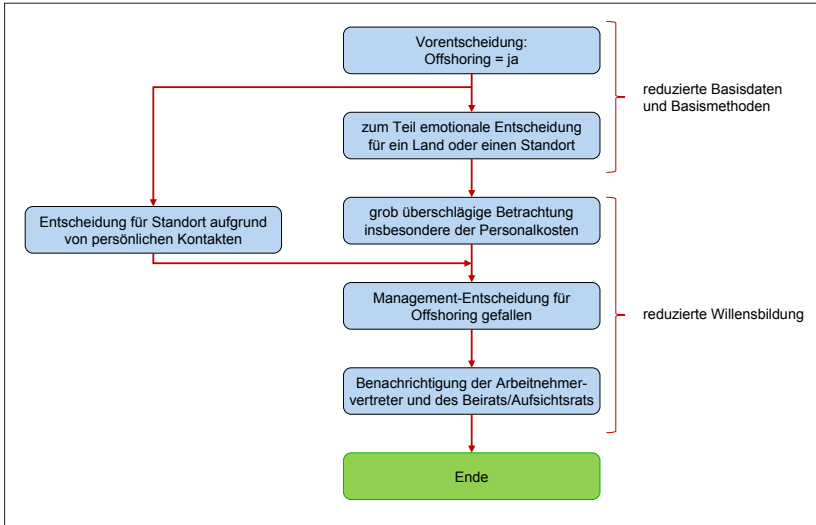 Vorentscheidung:
Offshoring = ja
reduzierte Basisdaten
und Basismethoden
zum Teil emotionale Entscheidung
für ein Land oder einen Standort
Entscheidung für Standort aufgrund
von persönlichen Kontakten
grob überschlägige Betrachtung
insbesondere der Personalkosten
Management-Entscheidung für
Offshoring gefallen
reduzierte Willensbildung
Benachrichtigung der Arbeitnehmer-
vertreter und des Beirats/Aufsichtsrats
Ende